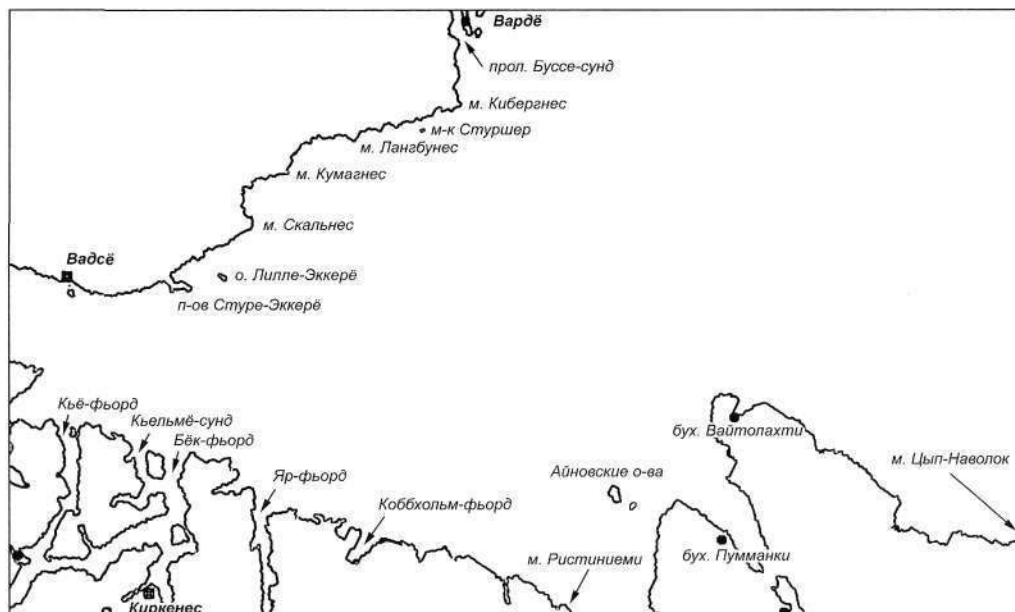 Вардё
прол. Буссе-сунд
м. Кибергнес
м-к Стуршер
м. Лангбунес
м. Кумагнес
м. Скальнес
Вадсё
о. Лилле-Эккерё
п-ов Стуре-Эккерё
Кьё-фьорд
Кьельмё-сунд
Бёк-фьорд
бух. Вайтолахти
м. Цып-Наволок
Айновские о-ва
Яр-фьорд
Коббхольм-фьорд
м. Ристиниеми
бух. Пумманки
Киркенес